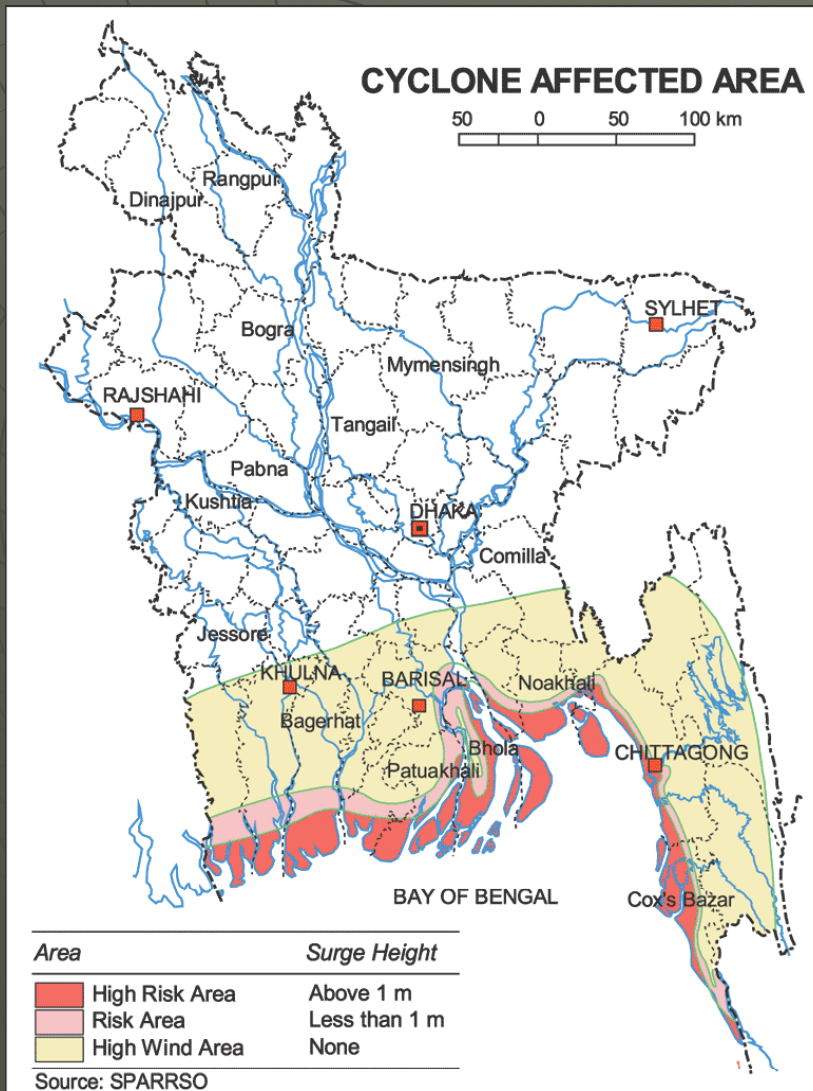 CYCLONE AFFECTED AREA
50 0 50 100 km
Rangpur
Dinajpur
SYLHET
Bogra
Mymensingh
RAJSHAHI
Tangail
Pabna
Kushtia
DHAKA
Comilla
Jessore
KHULNA
BARISAL
Noakhali
Bagerhat
Bhola
CHITTAGONG
Patuakhali
BAY OF BENGAL
Cox's Bazar
Area Surge Height
High Risk Area Above 1 m
Risk Area Less than 1 m
High Wind Area None
Source: SPARRSO
1